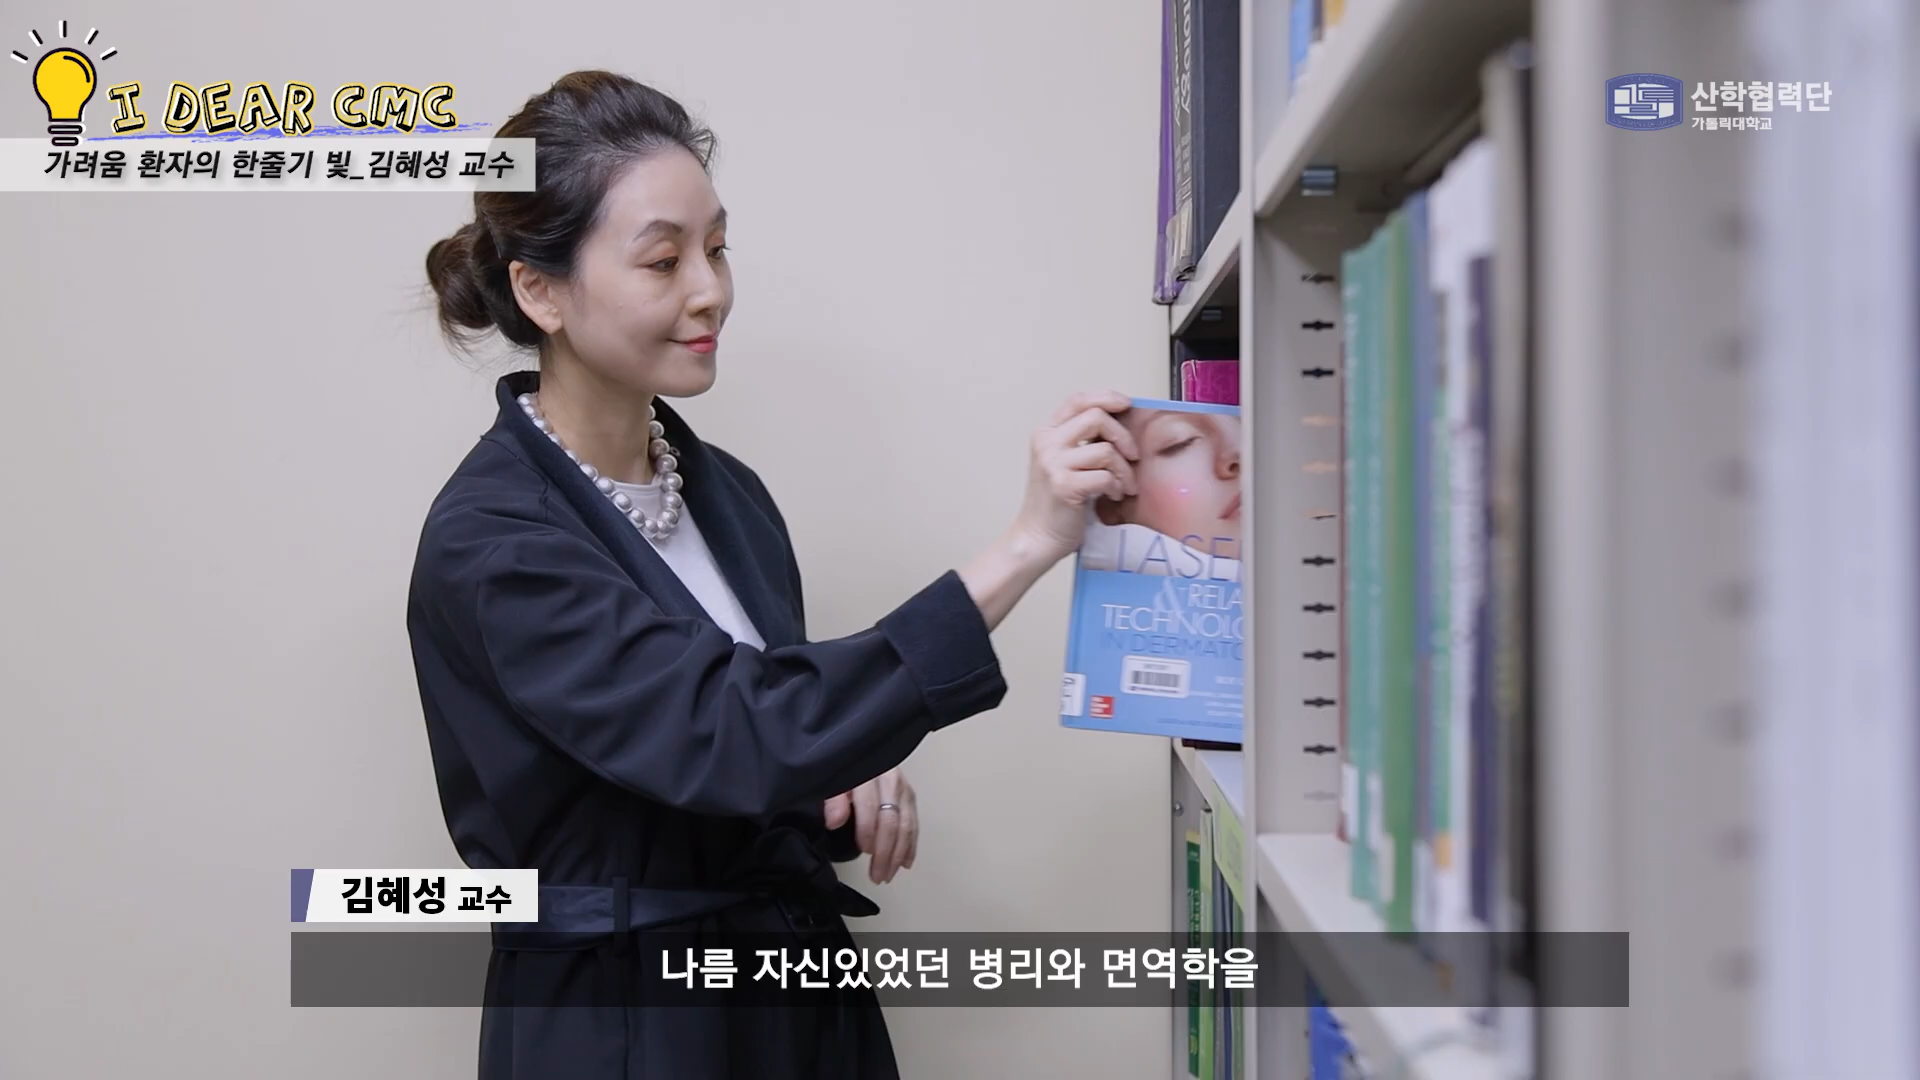 I DEAR CMC
가려움 환자의 한줄기 빛_김혜성 교수
산학협력단
가톨릭대학교
LASE
& RELA
TECHNOLO
IN DERMATO
김혜성 교수
나름 자신있었던 병리와 면역학을